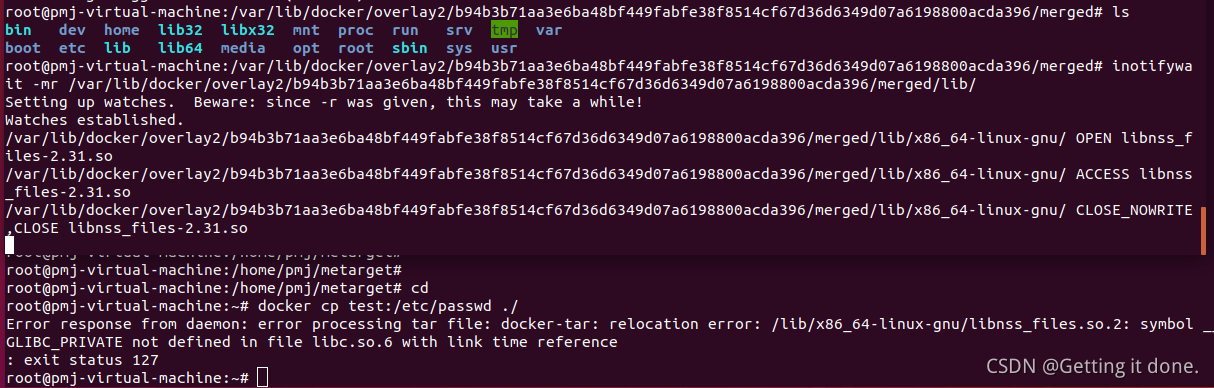 root@pmj-virtual-machine:/var/lib/docker/overlay2/b94b3b71aa3e6ba48bf449fabfe38f8514cf67d36d6349d07a6198800acda396/merged# ls
bin dev home lib32 libx32 mnt proc run srv tmp var
boot etc lib lib64 media opt root sbin sys usr
root@pmj-virtual-machine:/var/lib/docker/overlay2/b94b3b71aa3e6ba48bf449fabfe38f8514cf67d36d6349d07a6198800acda396/merged# inotifywa
it -mr /var/lib/docker/overlay2/b94b3b71aa3e6ba48bf449fabfe38f8514cf67d36d6349d07a6198800acda396/merged/lib/
Setting up watches. Beware: since -r was given, this may take a while!
Watches established.
/var/lib/docker/overlay2/b94b3b71aa3e6ba48bf449fabfe38f8514cf67d36d6349d07a6198800acda396/merged/lib/x86_64-linux-gnu/ OPEN libnss_f
iles-2.31.so
/var/lib/docker/overlay2/b94b3b71aa3e6ba48bf449fabfe38f8514cf67d36d6349d07a6198800acda396/merged/lib/x86_64-linux-gnu/ ACCESS libnss
_files-2.31.so
/var/lib/docker/overlay2/b94b3b71aa3e6ba48bf449fabfe38f8514cf67d36d6349d07a6198800acda396/merged/lib/x86_64-linux-gnu/ CLOSE_NOWRITE
,CLOSE libnss_files-2.31.so
root@pmj-virtual-machine:/home/pmj/metarget#
root@pmj-virtual-machine:/home/pmj/metarget#
root@pmj-virtual-machine:/home/pmj/metarget# cd
root@pmj-virtual-machine:~# docker cp test:/etc/passwd ./
Error response from daemon: error processing tar file: docker-tar: relocation error: /lib/x86_64-linux-gnu/libnss_files.so.2: symbol __
GLIBC_PRIVATE not defined in file libc.so.6 with link time reference
: exit status 127
root@pmj-virtual-machine:~#
CSDN @Getting it done.